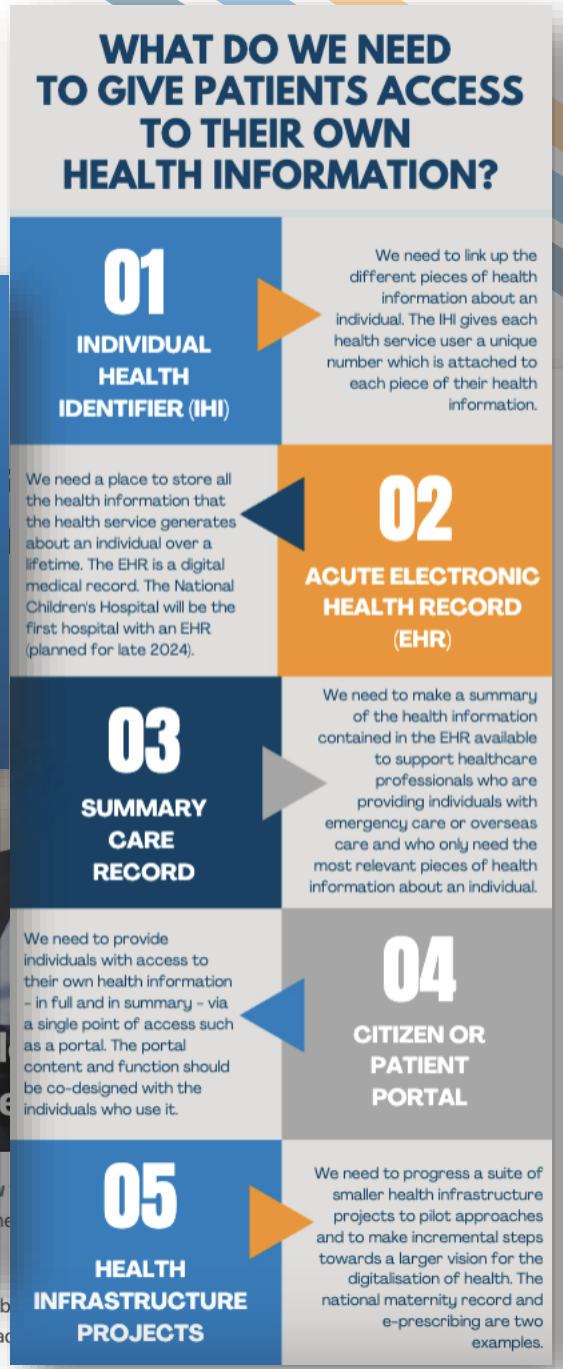 WHAT DO WE NEED
TO GIVE PATIENTS ACCESS
TO THEIR OWN
HEALTH INFORMATION?
01
INDIVIDUAL
HEALTH
IDENTIFIER (IHI)
We need to link up the
different pieces of health
information about an
individual. The IHI gives each
health service user a unique
number which is attached to
each piece of their health
information.
We need a place to store all
the health information that
the health service generates
about an individual over a
lifetime. The EHR is a digital
medical record. The National
Children's Hospital will be the
first hospital with an EHR
(planned for late 2024).
02
ACUTE ELECTRONIC
HEALTH RECORD
(EHR)
03
SUMMARY
CARE
RECORD
We need to make a summary
of the health information
contained in the EHR available
to support healthcare
professionals who are
providing individuals with
emergency care or overseas
care and who only need the
most relevant pieces of health
information about an individual.
We need to provide
individuals with access to
their own health information
– in full and in summary – via
a single point of access such
as a portal. The portal
content and function should
be co-designed with the
individuals who use it.
04
CITIZEN OR
PATIENT
PORTAL
05
HEALTH
INFRASTRUCTURE
PROJECTS
We need to progress a suite of
smaller health infrastructure
projects to pilot approaches
and to make incremental steps
towards a larger vision for the
digitalisation of health. The
national maternity record and
e-prescribing are two
examples.